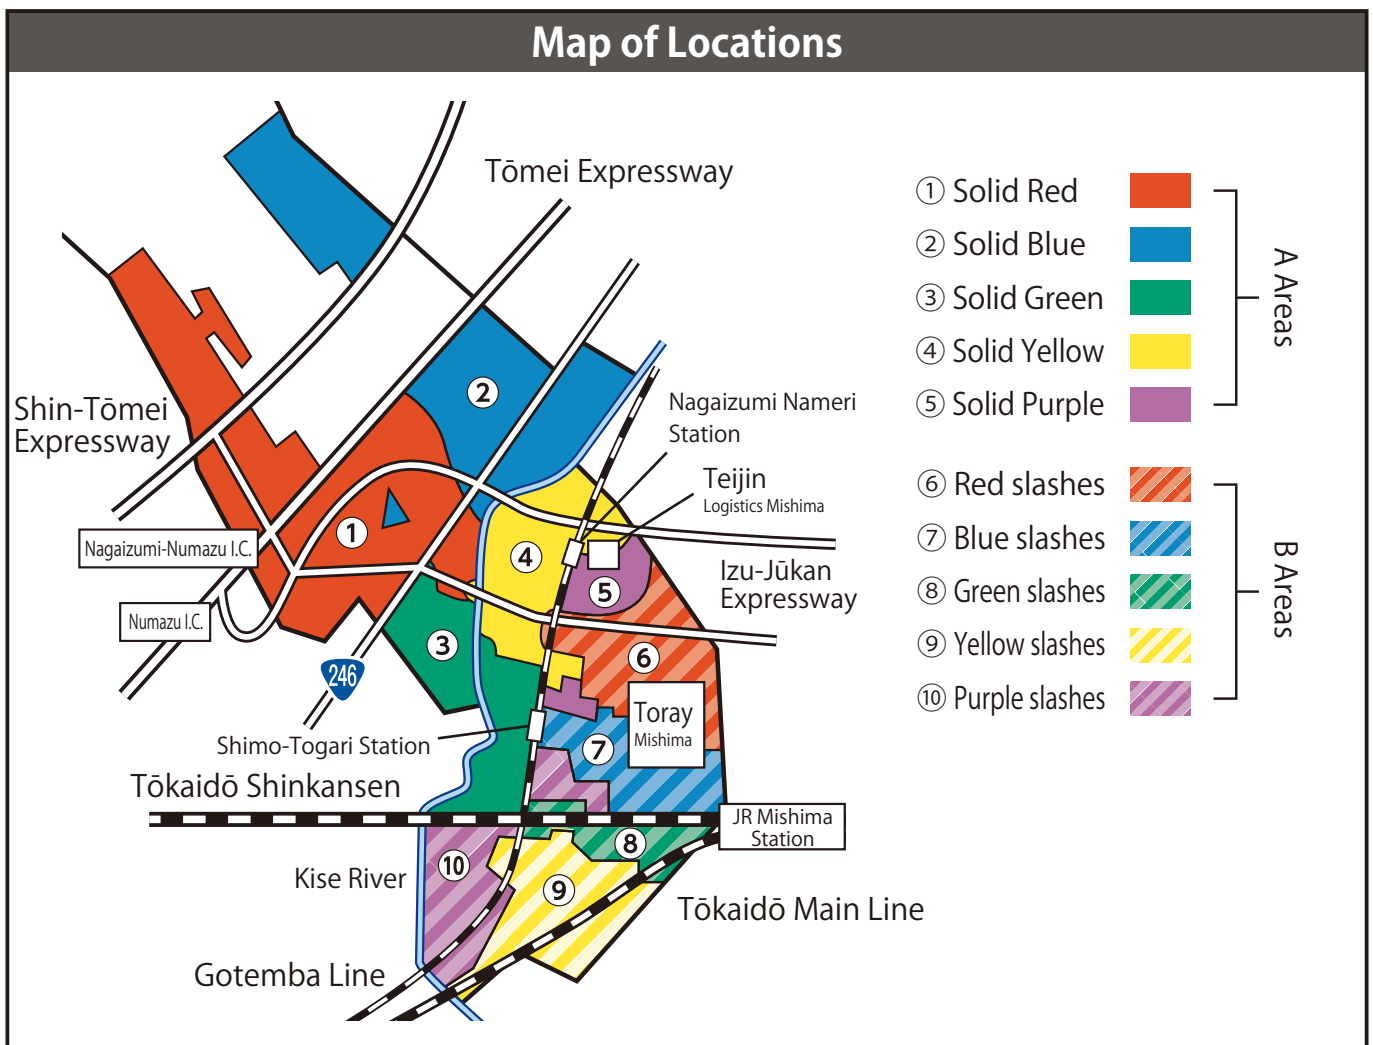 Map of Locations
Tōmei Expressway
Shin-Tōmei
Expressway
Nagaizumi Nameri
Station
Teijin
Logistics Mishima
Nagaizumi-Numazu I.C.
Numazu I.C.
Izu-Jūkan
Expressway
246
Toray
Mishima
Shimo-Togari Station
Tōkaidō Shinkansen
JR Mishima
Station
Kise River
Tōkaidō Main Line
Gotemba Line
①
②
③
④
⑤
⑥
⑦
⑧
⑨
⑩
① Solid Red
② Solid Blue
③ Solid Green
④ Solid Yellow
⑤ Solid Purple
A Areas
⑥ Red slashes
⑦ Blue slashes
⑧ Green slashes
⑨ Yellow slashes
⑩ Purple slashes
B Areas